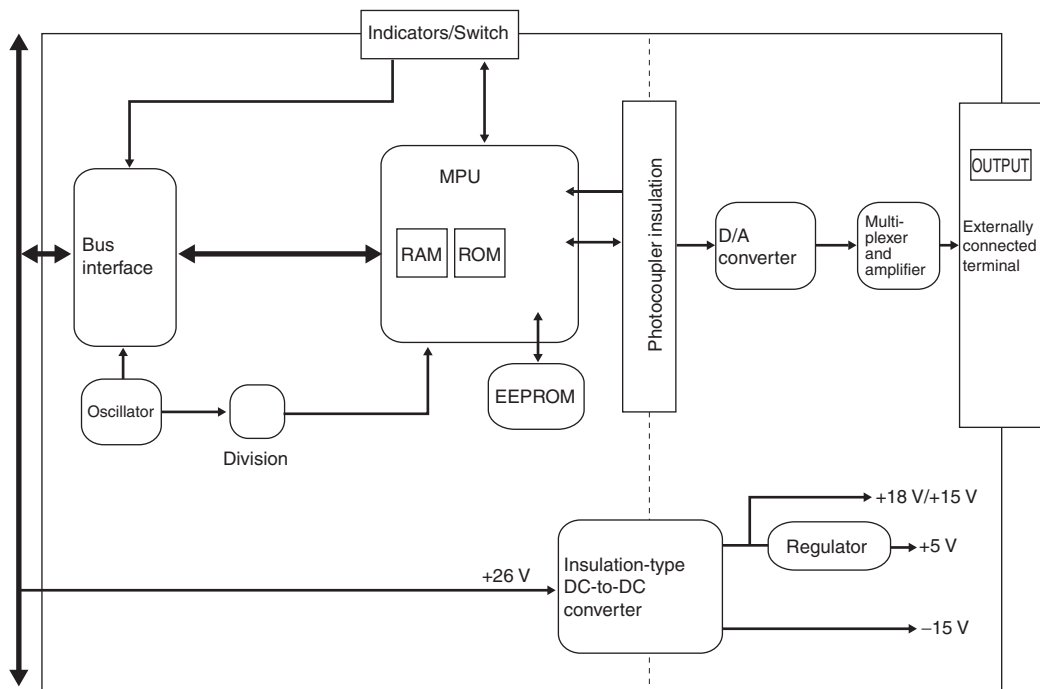 Indicators/Switch
MPU
RAM
ROM
Bus
interface
Photocoupler insulation
D/A
converter
Multi-
plexer
and
amplifier
OUTPUT
Externally
connected
terminal
Oscillator
Division
EEPROM
+26 V
Insulation-type
DC-to-DC
converter
+18 V/+15 V
Regulator
+5 V
−15 V